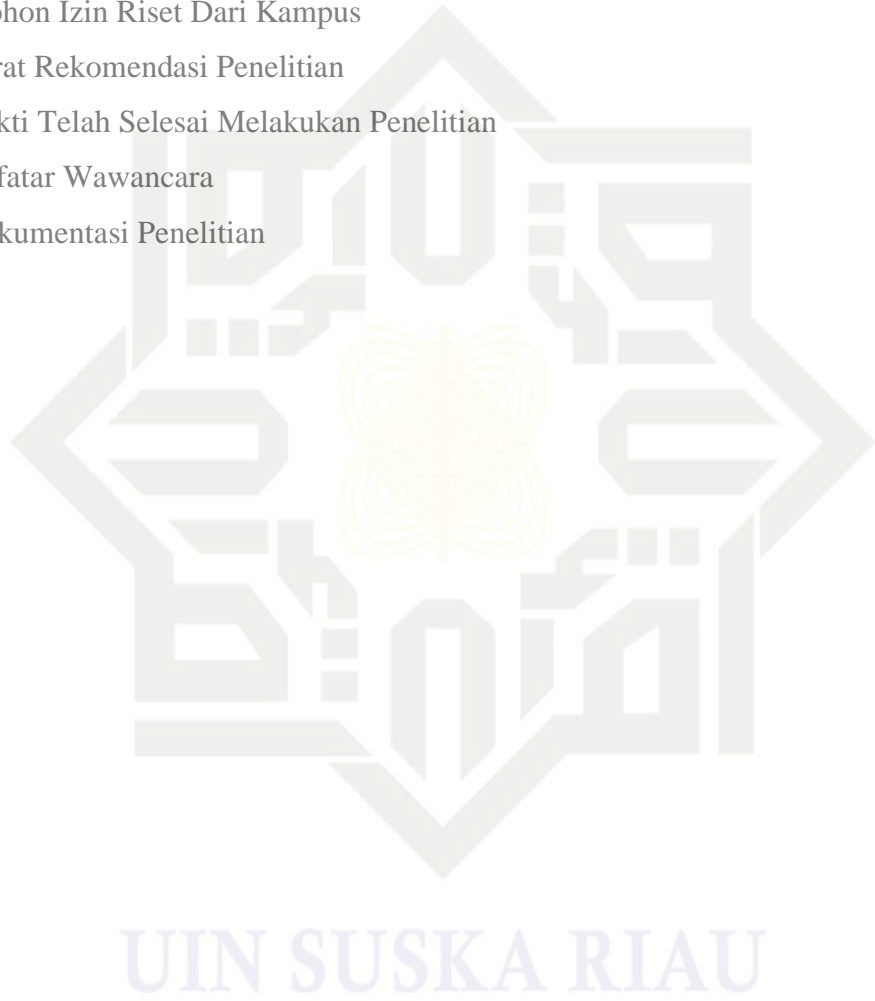 ohon Izin Riset Dari Kampus
rat Rekomendasi Penelitian
kti Telah Selesai Melakukan Penelitian
fatar Wawancara
kumentasi Penelitian
UIN SUSKA RIAU